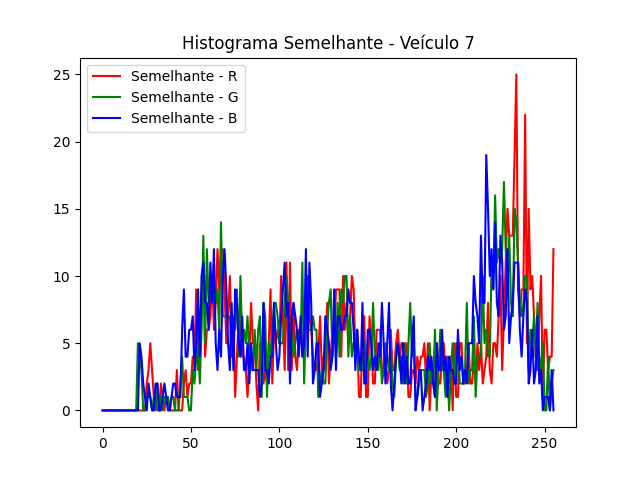 Histograma Semelhante - Veículo 7
Semelhante - R
Semelhante - G
Semelhante - B
25
20
15
10
5
0
0 50 100 150 200 250